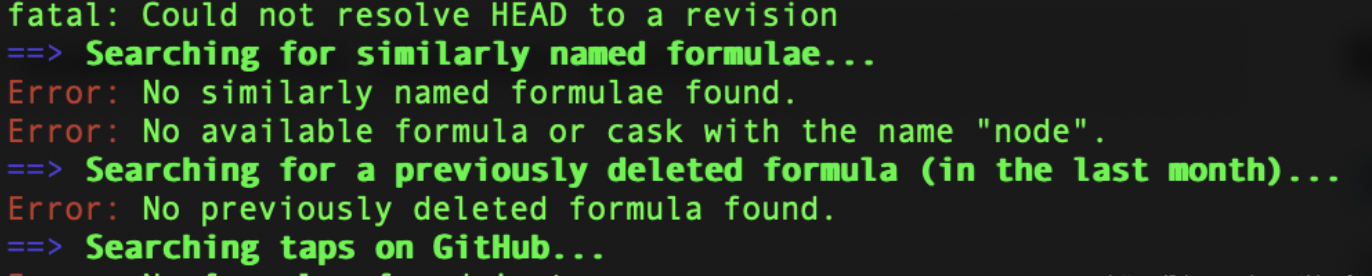 fatal: Could not resolve HEAD to a revision
==> Searching for similarly named formulae...
Error: No similarly named formulae found.
Error: No available formula or cask with the name "node".
==> Searching for a previously deleted formula (in the last month)...
Error: No previously deleted formula found.
==> Searching taps on GitHub...